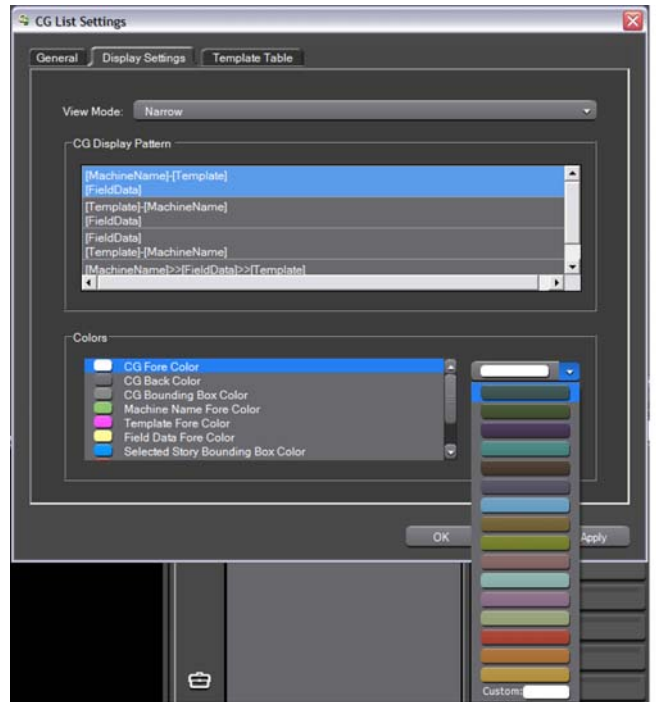 CG List Settings
General Display Settings Template Table
View Mode: Narrow
CG Display Pattern
[MachineName]-[Template]
[FieldData]
[Template]-[MachineName]
[FieldData]
[FieldData]
[Template]-[MachineName]
[MachineName]>>[FieldData]>>[Template]
Colors
CG Fore Color
CG Back Color
CG Bounding Box Color
Machine Name Fore Color
Template Fore Color
Field Data Fore Color
Selected Story Bounding Box Color
OK Apply
Custom: